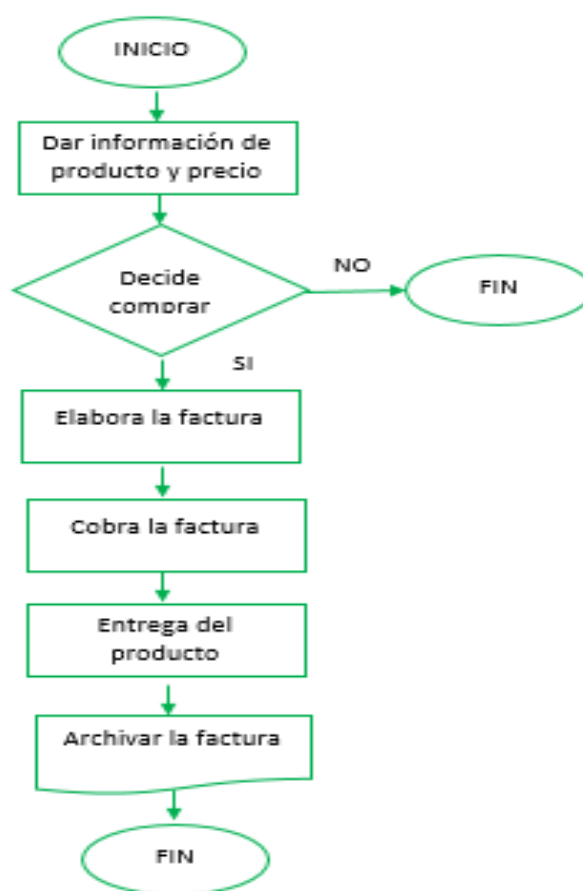 INICIO
Dar información de
producto y precio
Decide
comprar
NO
FIN
SI
Elabora la factura
Cobra la factura
Entrega del
producto
Archivar la factura
FIN